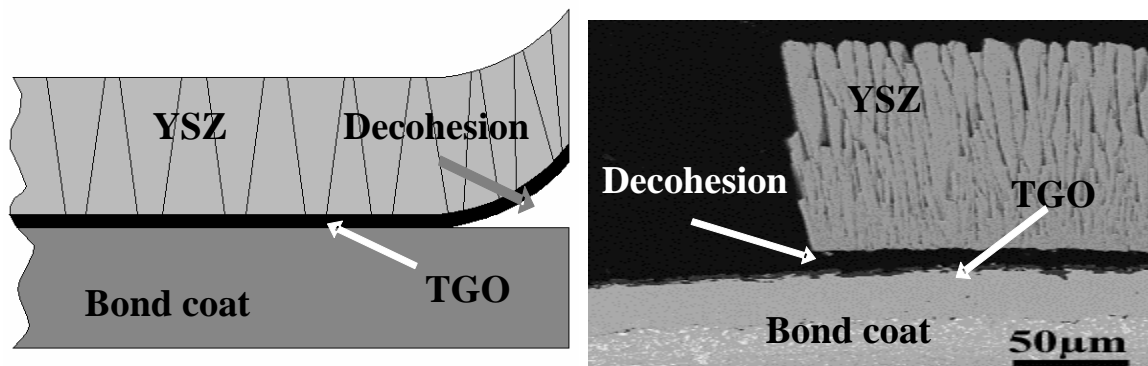 YSZ
Decohesion
TGO
Bond coat
YSZ
Decohesion
TGO
Bond coat
50µm